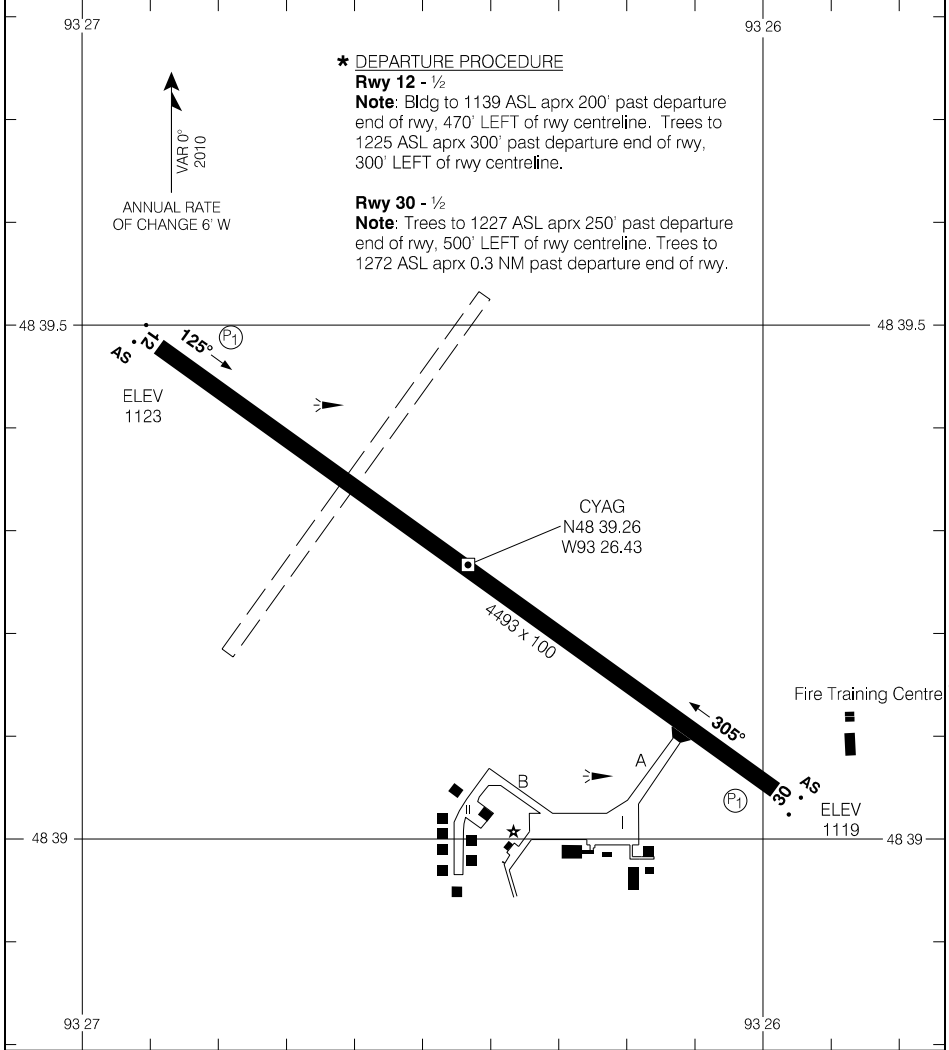 93 27
93 26
* DEPARTURE PROCEDURE
Rwy 12 - ½
Note: Bldg to 1139 ASL aprx 200' past departure
end of rwy, 470' LEFT of rwy centreline. Trees to
1225 ASL aprx 300' past departure end of rwy,
300' LEFT of rwy centreline.
VAR 0°
2010
ANNUAL RATE
OF CHANGE 6' W
Rwy 30 - ½
Note: Trees to 1227 ASL aprx 250' past departure
end of rwy, 500' LEFT of rwy centreline. Trees to
1272 ASL aprx 0.3 NM past departure end of rwy.
48 39.5
48 39.5
12
125°
P1
AS
ELEV
1123
CYAG
N48 39.26
W93 26.43
4493 x 100
Fire Training Centre
305°
A
B
II
I
P1
30
AS
ELEV
1119
48 39
48 39
93 27
93 26